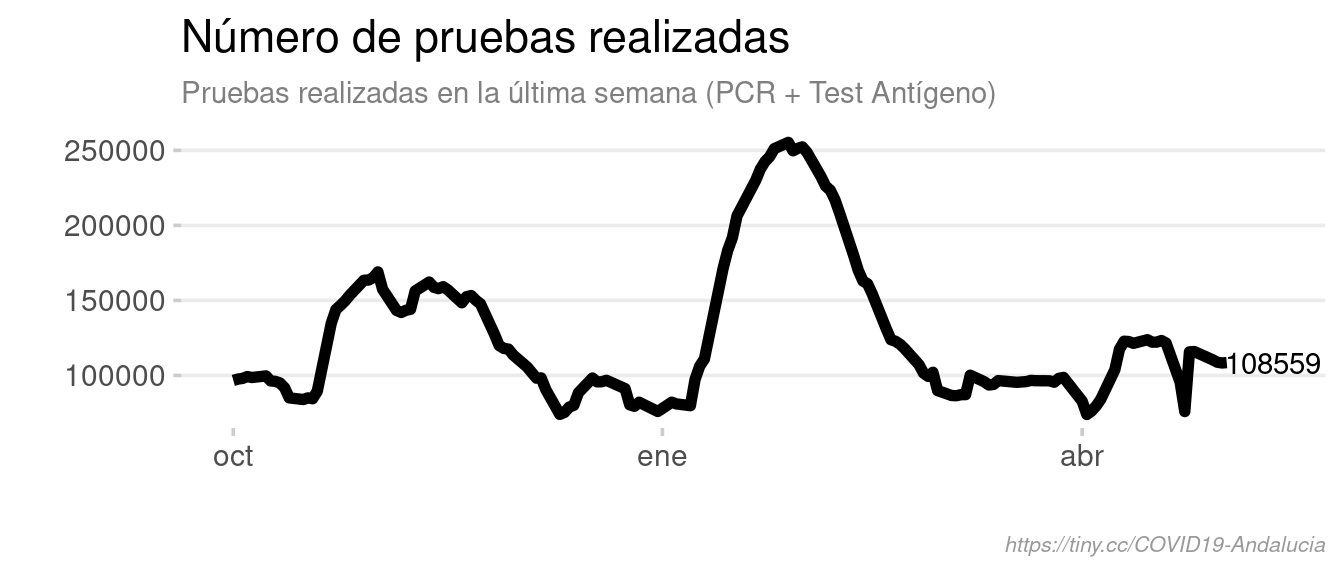 Número de pruebas realizadas
Pruebas realizadas en la última semana (PCR + Test Antígeno)
250000
200000
150000
100000
108559
oct ene abr
https://tiny.cc/COVID19-Andalucia